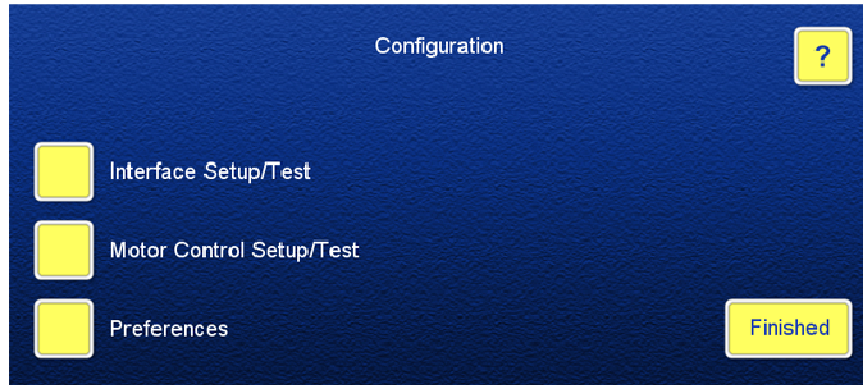 Configuration
?
Interface Setup/Test
Motor Control Setup/Test
Preferences
Finished